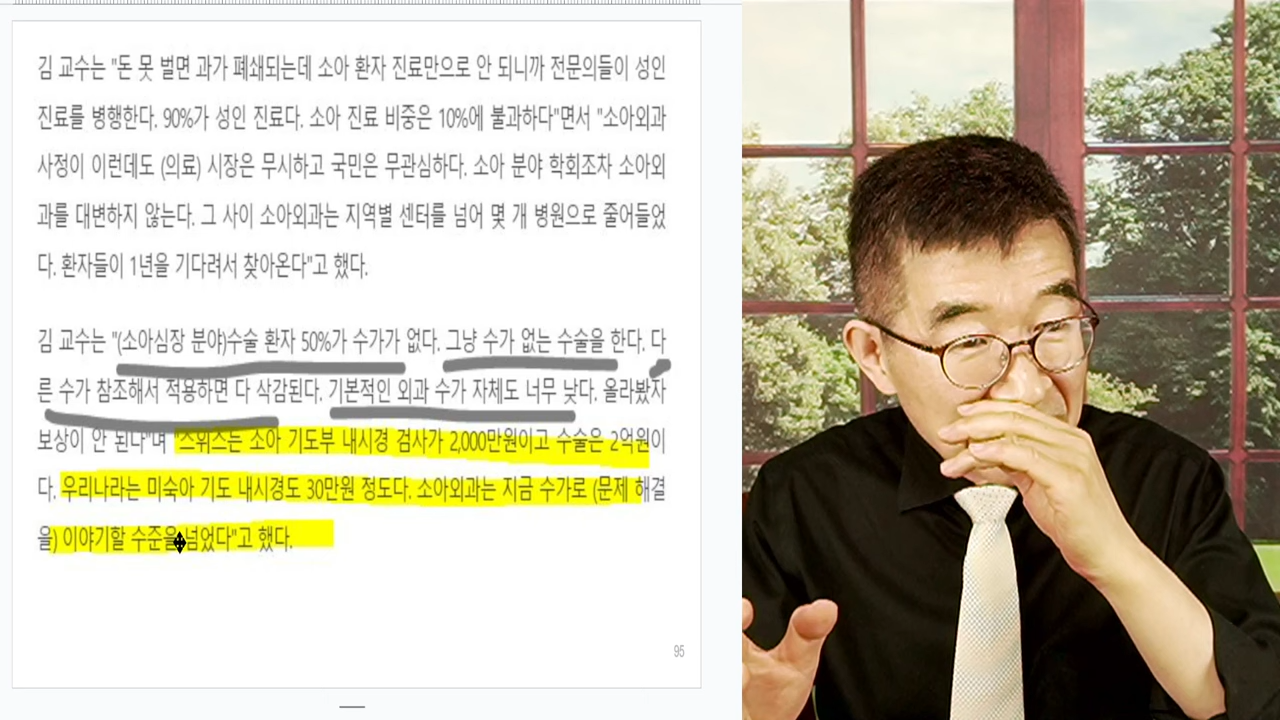 김 교수는 "돈 못 벌면 과가 폐쇄되는데 소아 환자 진료만으로 안 되니까 전문의들이 성인
진료를 병행한다. 90%가 성인 진료다. 소아 진료 비중은 10%에 불과하다"면서 "소아외과
사정이 이런데도 (의료) 시장은 무시하고 국민은 무관심하다. 소아 분야 학회조차 소아외
과를 대변하지 않는다. 그 사이 소아외과는 지역별 센터를 넘어 몇 개 병원으로 줄어들었
다. 환자들이 1년을 기다려서 찾아온다"고 했다.
김 교수는 "(소아심장 분야)수술 환자 50%가 수가가 없다. 그냥 수가 없는 수술을 한다. 다
른 수가 참조해서 적용하면 다 삭감된다. 기본적인 외과 수가 자체도 너무 낮다. 올라봤자
보상이 안 된다"며 "스위스는 소아 기도부 내시경 검사가 2,000만원이고 수술은 2억원이
다. 우리나라는 미숙아 기도 내시경도 30만원 정도다. 소아외과는 지금 수가로 (문제 해결
을) 이야기할 수준을 넘었다"고 했다.
95